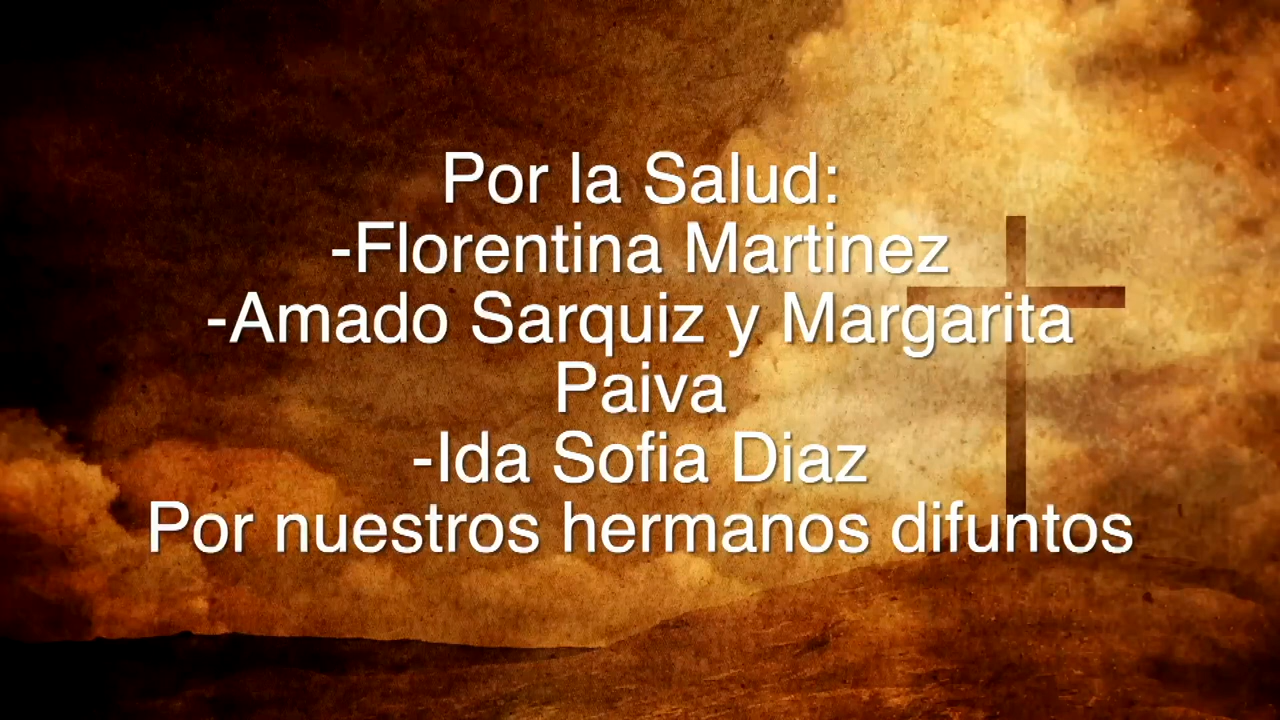 Por la Salud:
-Florentina Martinez
-Amado Sarquiz y Margarita
Paiva
-Ida Sofia Diaz
Por nuestros hermanos difuntos